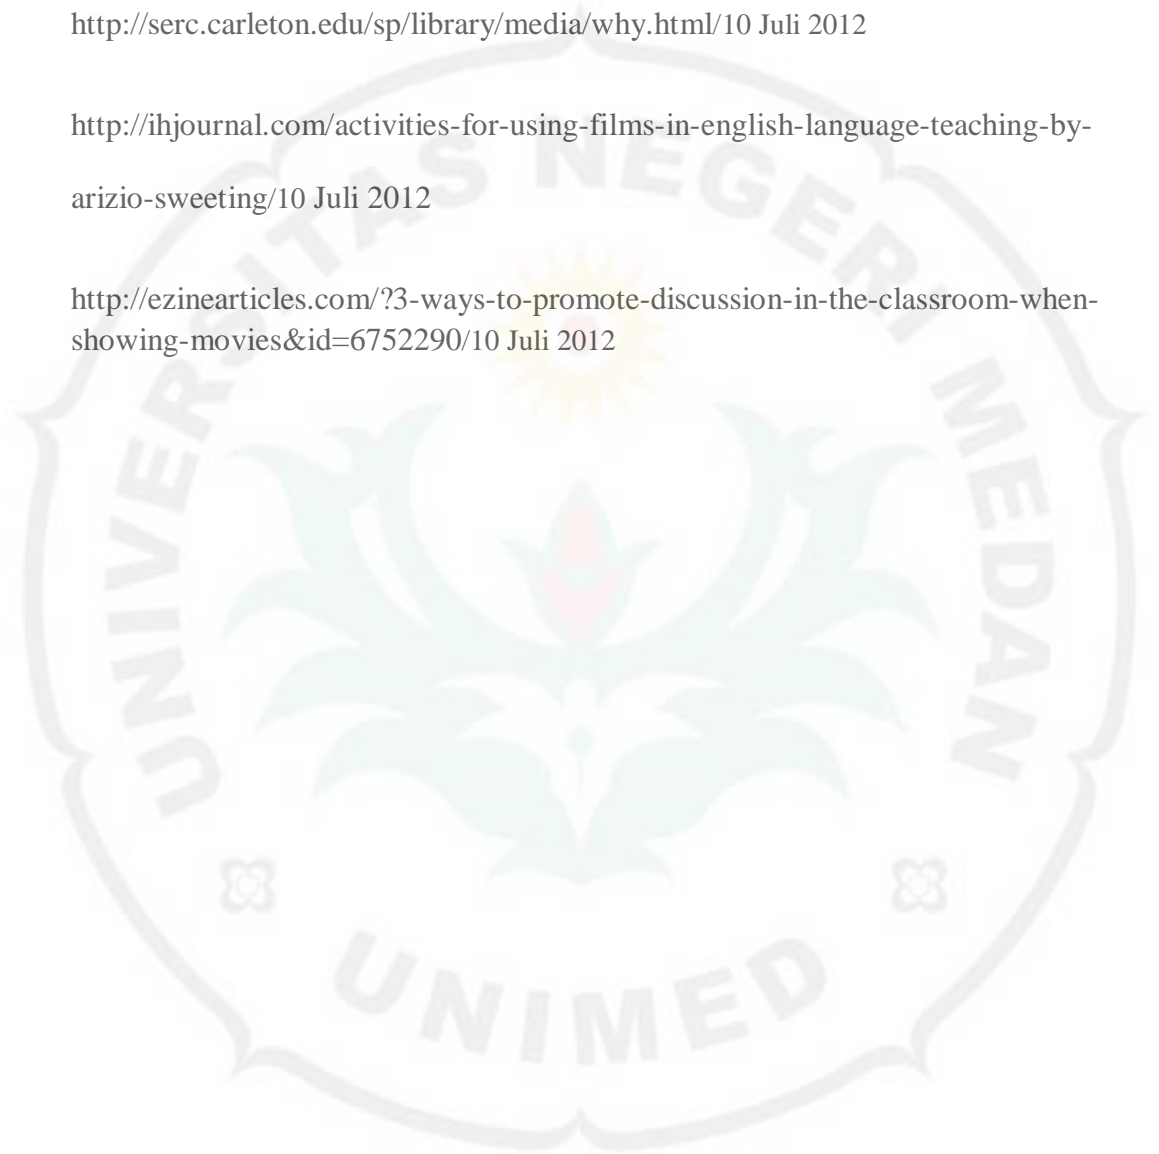 http://serc.carleton.edu/sp/library/media/why.html/10 Juli 2012
http://ihjournal.com/activities-for-using-films-in-english-language-teaching-by-
arizio-sweeting/10 Juli 2012
http://ezinearticles.com/?3-ways-to-promote-discussion-in-the-classroom-when-
showing-movies&id=6752290/10 Juli 2012
UNIVERSITAS NEGERI MEDAN
UNIMED